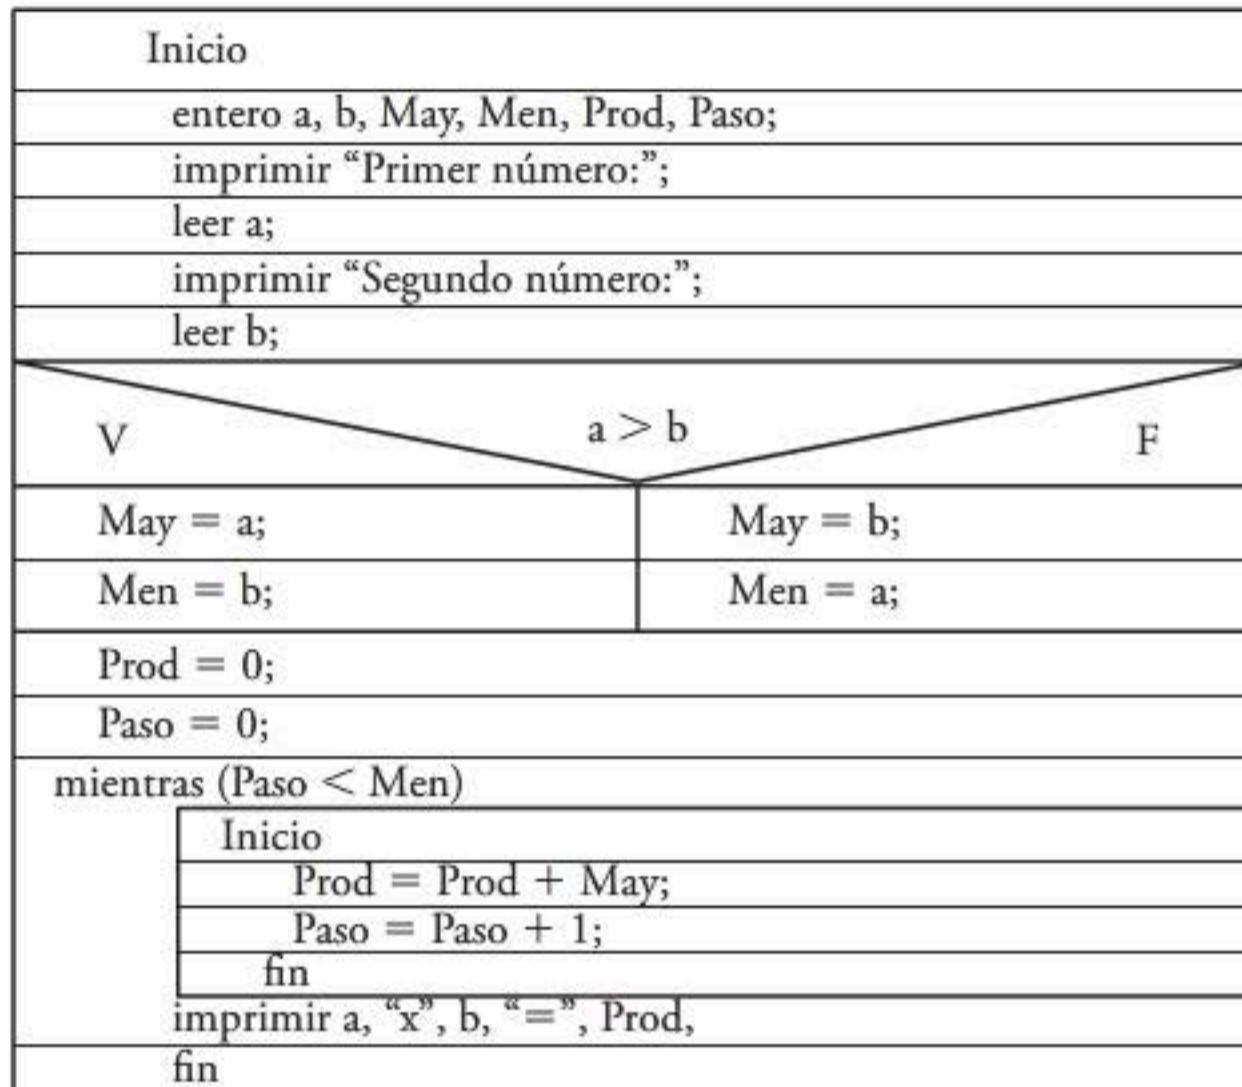 Inicio
entero a, b, May, Men, Prod, Paso;
imprimir “Primer número:”;
leer a;
imprimir “Segundo número:”;
leer b;
V a > b F
May = a; May = b;
Men = b; Men = a;
Prod = 0;
Paso = 0;
mientras (Paso < Men)
Inicio
Prod = Prod + May;
Paso = Paso + 1;
fin
imprimir a, “x”, b, “=”, Prod,
fin